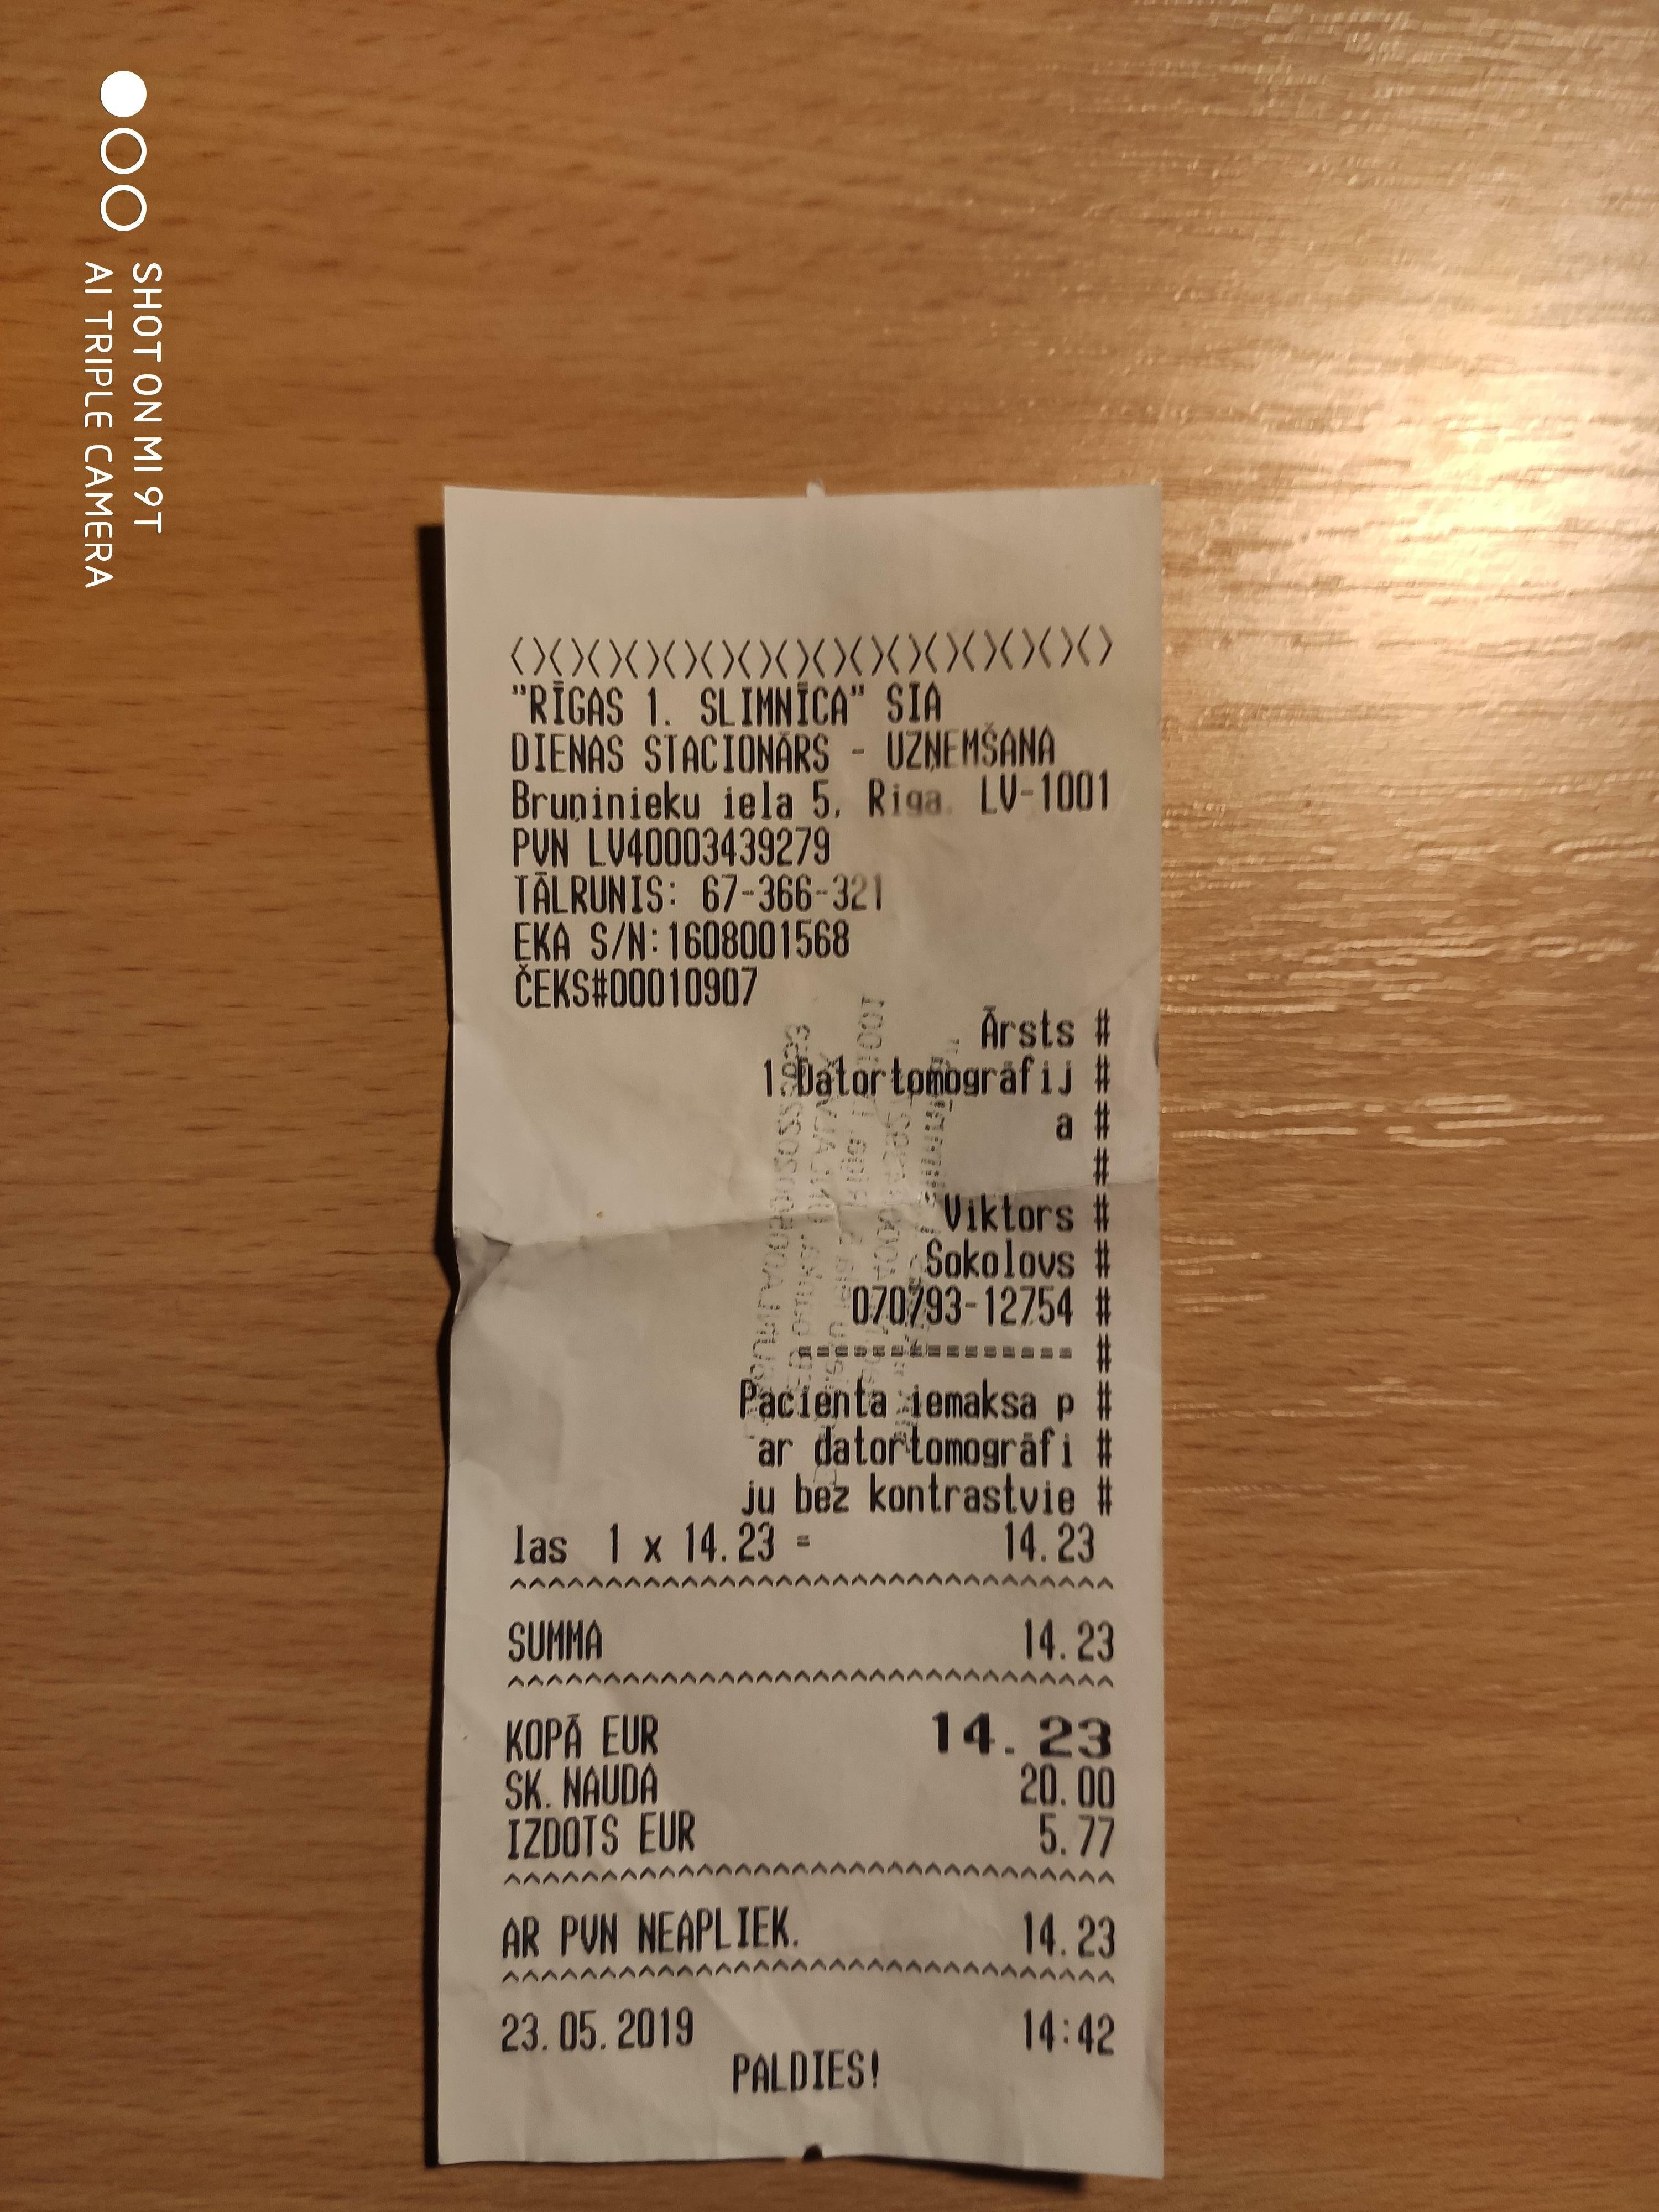 SHOT ON MI 9T
AI TRIPLE CAMERA
"RĪGAS 1. SLIMNĪCA" SIA
DIENAS STACIONĀRS - UZŅEMŠANA
Bruņinieku iela 5, Riga. LV-1001
PVN LV40003439279
TĀLRUNIS: 67-366-321
EKA S/N:1608001568
ČEKS#00010907
Ārsts #
1.Datortomogrāfij #
a #
#
Viktors #
Sokolovs #
070793-12754 #
=============== #
Pacienta iemaksa p #
ar datortomogrāfi #
ju bez kontrastvie #
las 1 x 14.23 = 14.23
SUMMA 14.23
KOPĀ EUR 14.23
SK. NAUDA 20.00
IZDOTS EUR 5.77
AR PVN NEAPLIEK. 14.23
23.05.2019 14:42
PALDIES!